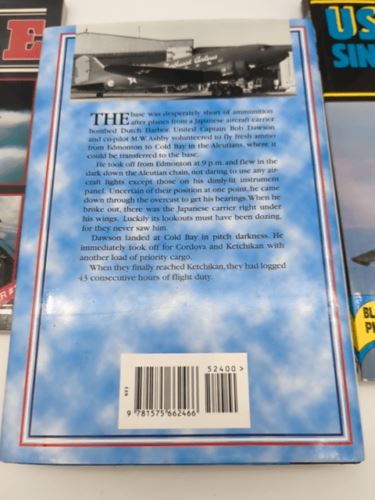 E
US
SIN
THE base was desperately short of ammunition
after planes from a Japanese aircraft carrier
bombed Dutch Harbor. United Captain Bob Dawson
and co-pilot M.W. Ashby volunteered to fly fresh ammo
from Edmonton to Cold Bay in the Aleutians, where it
could be transferred to the base.
He took off from Edmonton at 9 p.m. and flew in the
dark down the Aleutian chain, not daring to use any air-
craft lights except those on his dimly-lit instrument
panel. Uncertain of their position at one point, he came
down through the overcast to get his bearings. When he
broke out, there was the Japanese carrier right under
his wings. Luckily its lookouts must have been dozing,
for they never saw him.
Dawson landed at Cold Bay in pitch darkness. He
immediately took off for Cordova and Ketchikan with
another load of priority cargo.
When they finally reached Ketchikan, they had logged
43 consecutive hours of flight duty.
52400>
9 781575 662466
BL
P